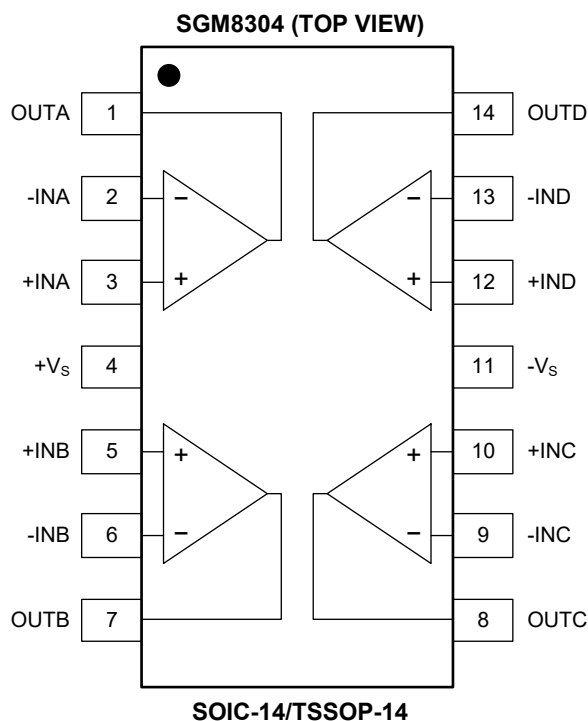 SGM8304 (TOP VIEW)
OUTA 1 14 OUTD
-INA 2 − − 13 -IND
+INA 3 + + 12 +IND
+VS 4 11 -VS
+INB 5 + + 10 +INC
-INB 6 − − 9 -INC
OUTB 7 8 OUTC
SOIC-14/TSSOP-14